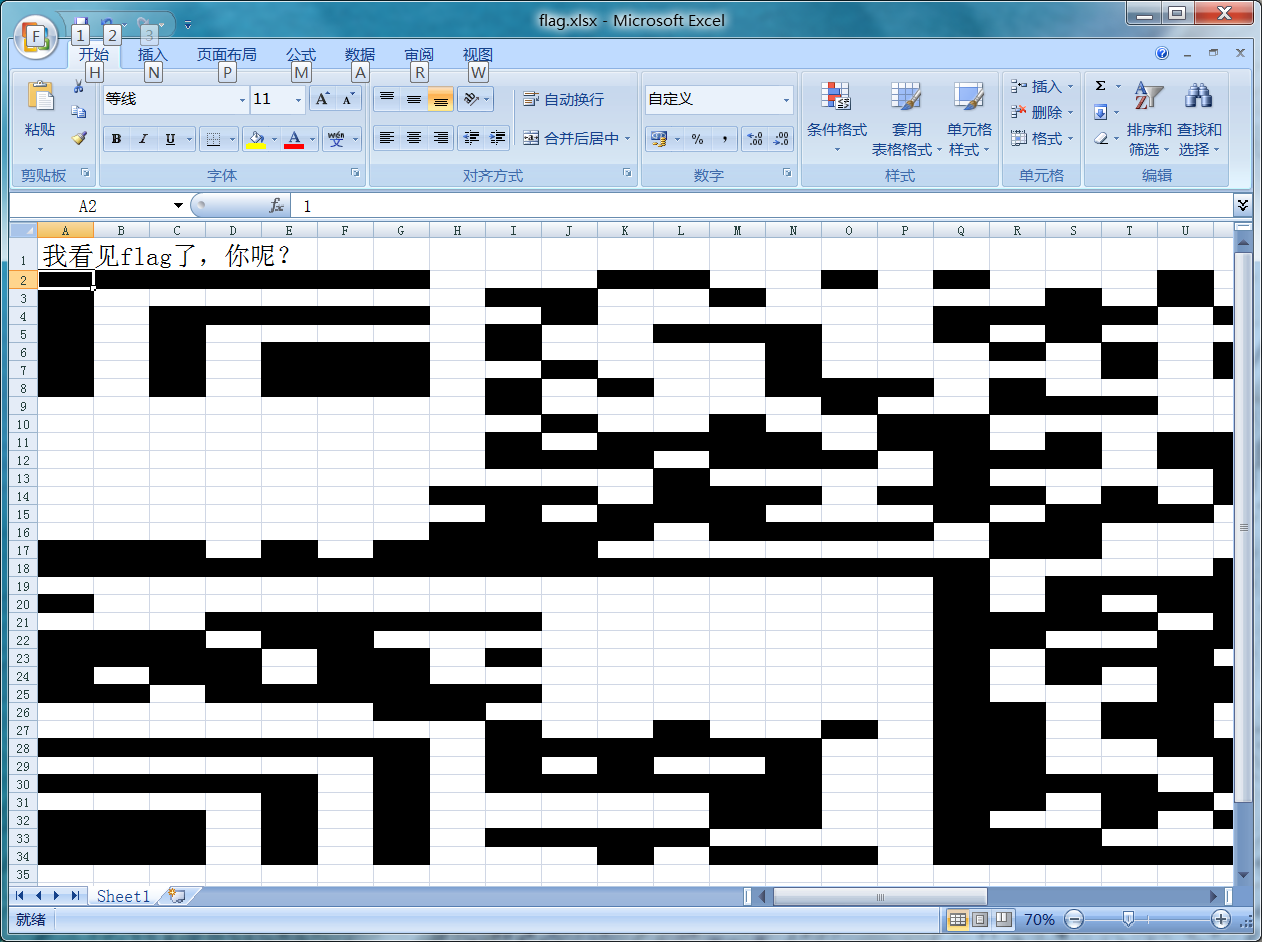 flag.xlsx - Microsoft Excel
F 1 2 3
开始 插入 页面布局 公式 数据 审阅 视图
H N P M A R W
粘贴 等线 11 A A 自动换行 自定义 条件格式 套用 表格格式 单元格 样式 插入 删除 格式 Σ 排序和 筛选 查找和 选择
B I U A wén 变 合并后居中 % ,
剪贴板 字体 对齐方式 数字 样式 单元格 编辑
A2 fx 1
A B C D E F G H I J K L M N O P Q R S T U
1 我看见flag了，你呢？
2
3
4
5
6
7
8
9
10
11
12
13
14
15
16
17
18
19
20
21
22
23
24
25
26
27
28
29
30
31
32
33
34
35
Sheet1
就绪 70%